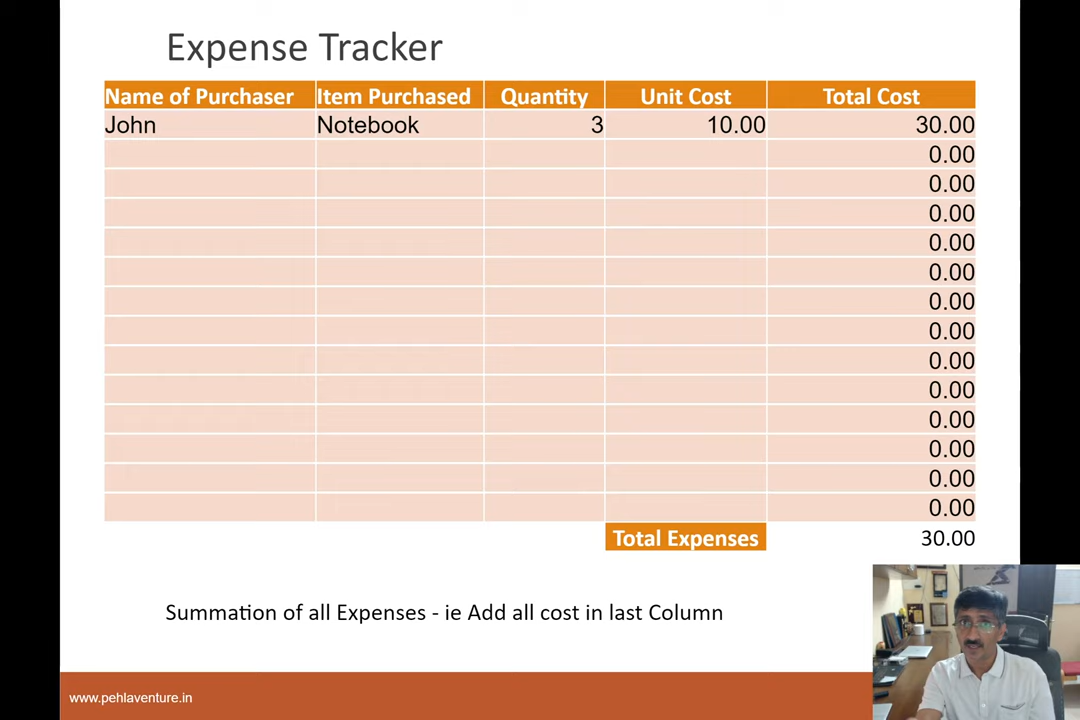 Expense Tracker
Name of Purchaser Item Purchased Quantity Unit Cost Total Cost
John Notebook 3 10.00 30.00
0.00
0.00
0.00
0.00
0.00
0.00
0.00
0.00
0.00
0.00
0.00
0.00
0.00
Total Expenses 30.00
Summation of all Expenses - ie Add all cost in last Column
www.pehlaventure.in